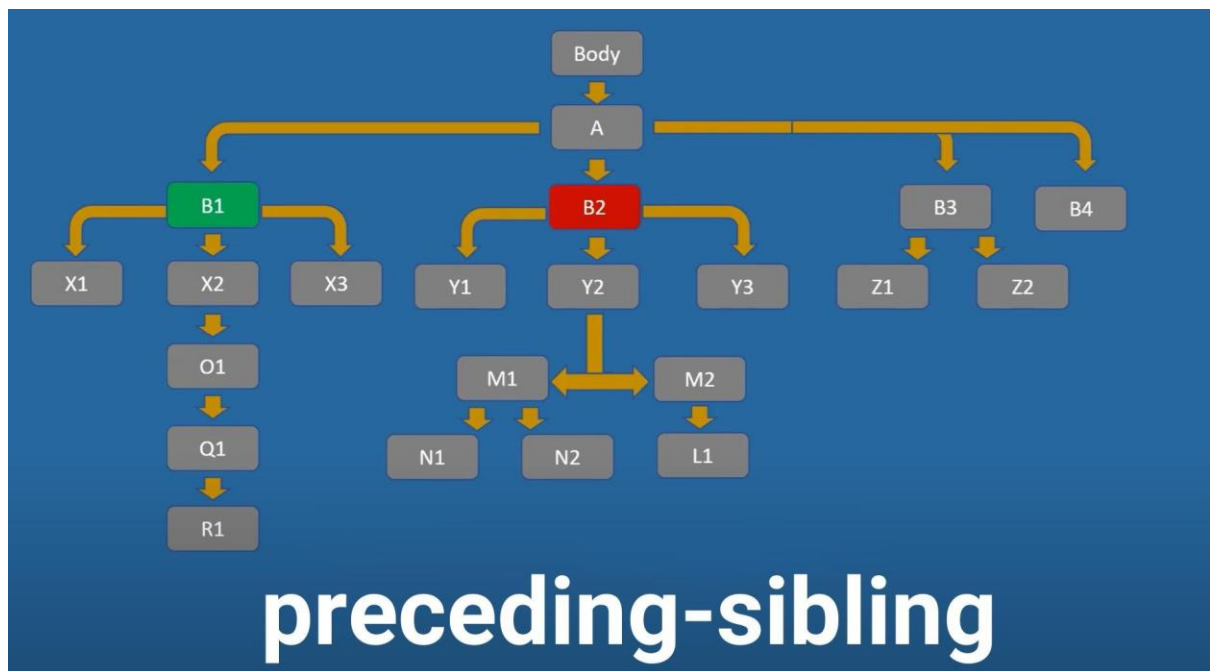 Body
A
B1
B2
B3
B4
X1
X2
X3
Y1
Y2
Y3
Z1
Z2
O1
M1
M2
Q1
N1
N2
L1
R1
preceding-sibling